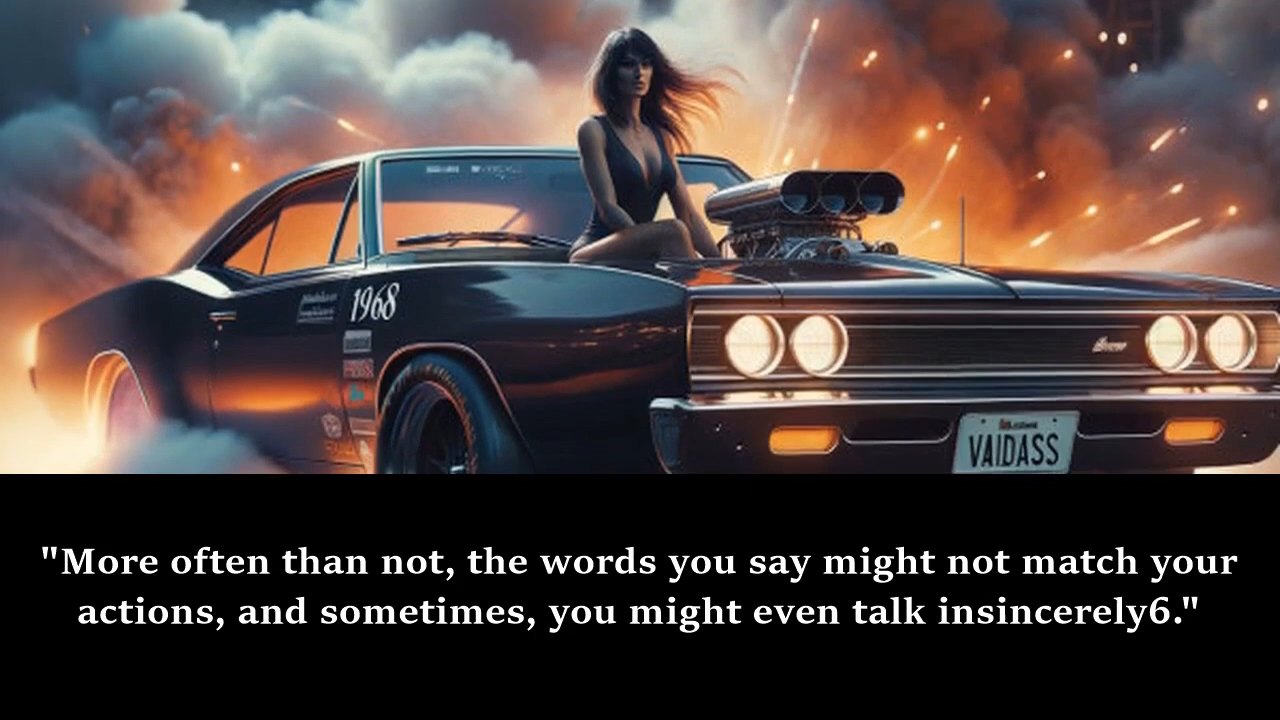 1968
VAIDASS
"More often than not, the words you say might not match your
actions, and sometimes, you might even talk insincerely6."